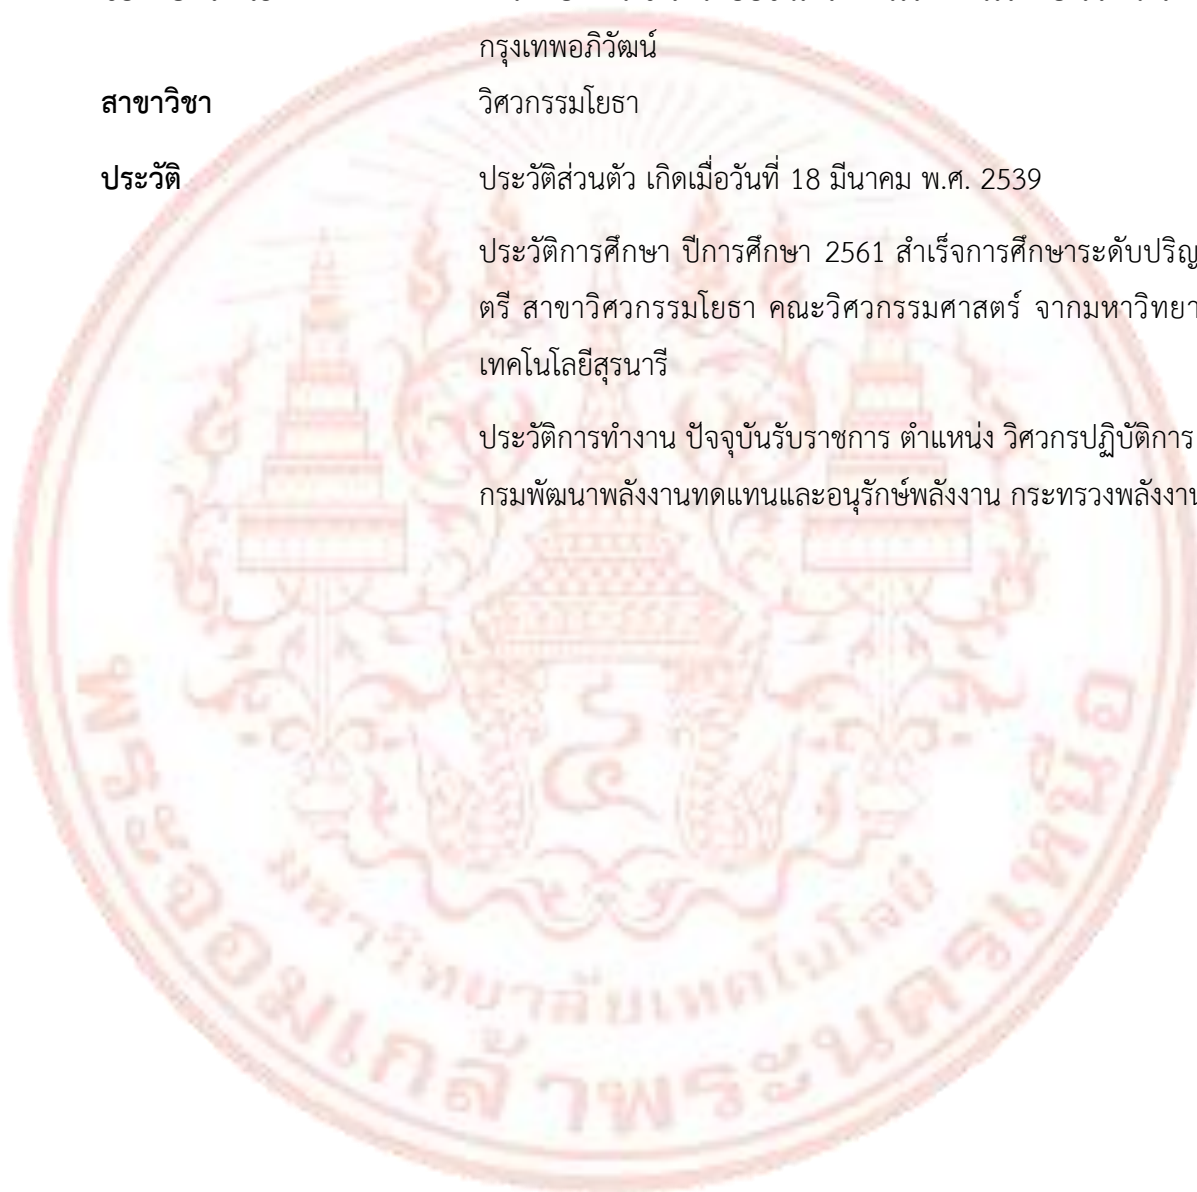 กรุงเทพอภิวัฒน์
สาขาวิชา วิศวกรรมโยธา
ประวัติ ประวัติส่วนตัว เกิดเมื่อวันที่ 18 มีนาคม พ.ศ. 2539
ประวัติการศึกษา ปีการศึกษา 2561 สำเร็จการศึกษาระดับปริญ
ตรี สาขาวิศวกรรมโยธา คณะวิศวกรรมศาสตร์ จากมหาวิทยา
เทคโนโลยีสุรนารี
ประวัติการทำงาน ปัจจุบันรับราชการ ตำแหน่ง วิศวกรปฏิบัติการ
กรมพัฒนาพลังงานทดแทนและอนุรักษ์พลังงาน กระทรวงพลังงาน
มหาวิทยาลัยเทคโนโลยี
พระจอมเกล้าพระนครเหนือ